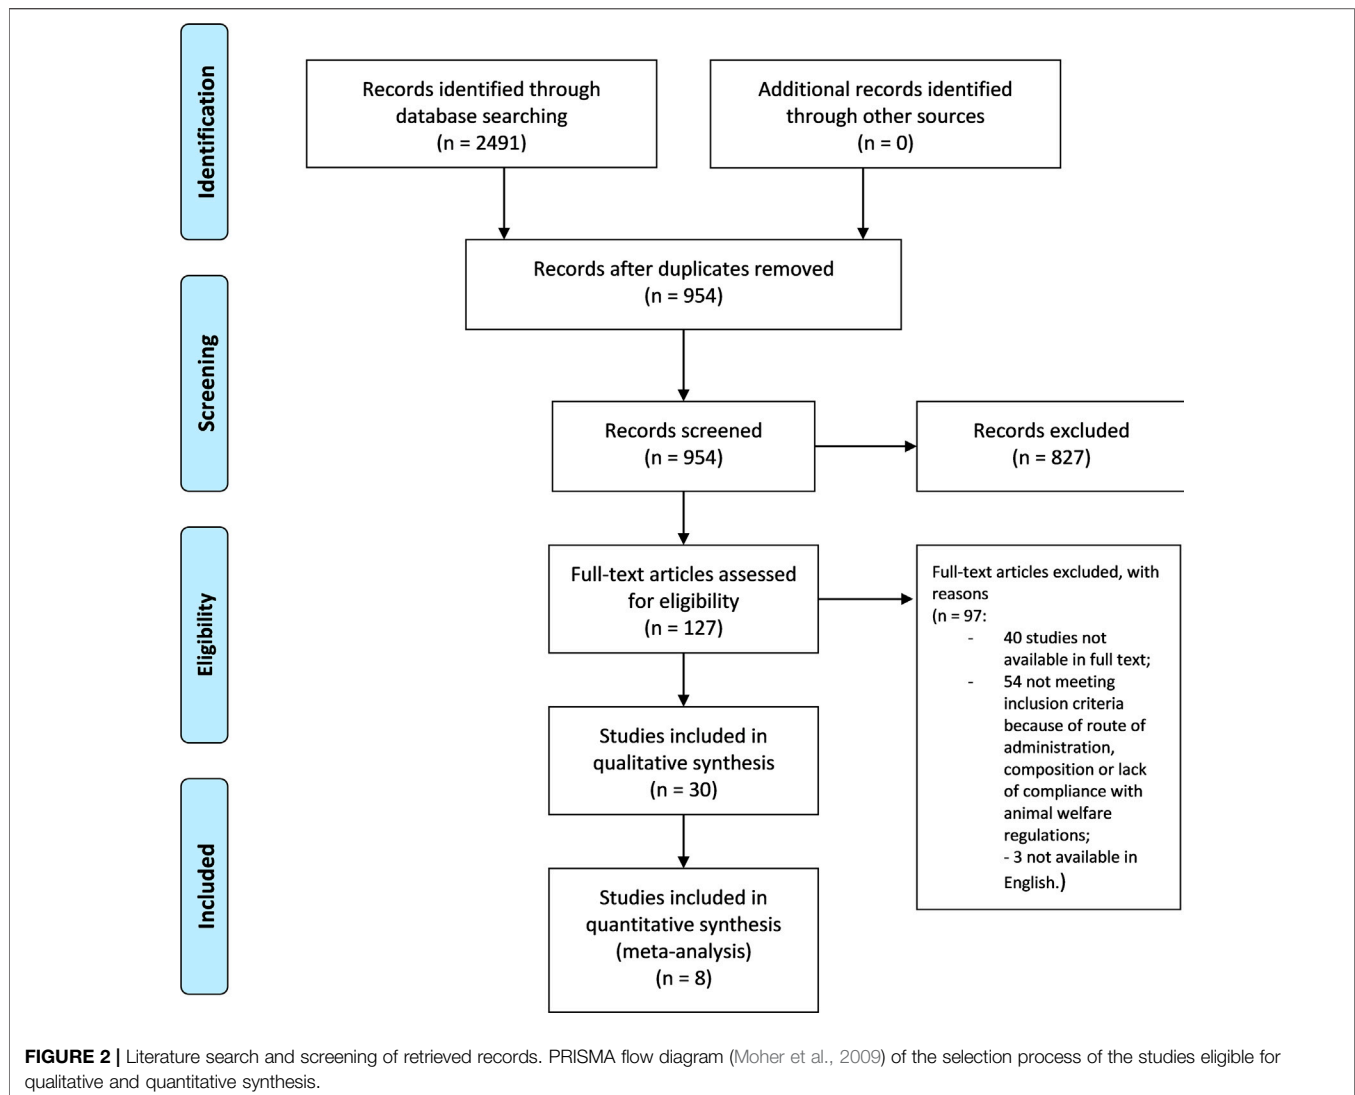 Identification
Records identified through
database searching
(n = 2491)
Additional records identified
through other sources
(n = 0)
Records after duplicates removed
(n = 954)
Screening
Records screened
(n = 954)
Records excluded
(n = 827)
Eligibility
Full-text articles assessed
for eligibility
(n = 127)
Full-text articles excluded, with
reasons
(n = 97:
- 40 studies not
available in full text;
- 54 not meeting
inclusion criteria
because of route of
administration,
composition or lack
of compliance with
animal welfare
regulations;
- 3 not available in
English.)
Studies included in
qualitative synthesis
(n = 30)
Included
Studies included in
quantitative synthesis
(meta-analysis)
(n = 8)
FIGURE 2 | Literature search and screening of retrieved records. PRISMA flow diagram (Moher et al., 2009) of the selection process of the studies eligible for
qualitative and quantitative synthesis.